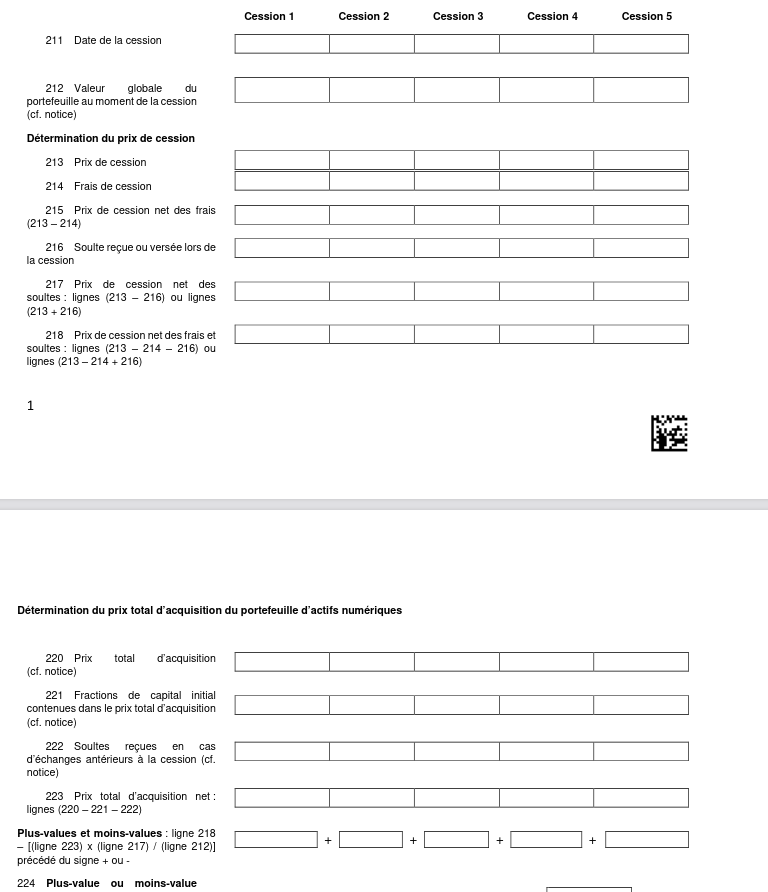 Cession 1 Cession 2 Cession 3 Cession 4 Cession 5
211 Date de la cession
212 Valeur globale du
portefeuille au moment de la cession
(cf. notice)
Détermination du prix de cession
213 Prix de cession
214 Frais de cession
215 Prix de cession net des frais
(213 – 214)
216 Soulte reçue ou versée lors de
la cession
217 Prix de cession net des
soultes : lignes (213 – 216) ou lignes
(213 + 216)
218 Prix de cession net des frais et
soultes : lignes (213 – 214 – 216) ou
lignes (213 – 214 + 216)
1
Détermination du prix total d’acquisition du portefeuille d’actifs numériques
220 Prix total d’acquisition
(cf. notice)
221 Fractions de capital initial
contenues dans le prix total d’acquisition
(cf. notice)
222 Soultes reçues en cas
d’échanges antérieurs à la cession (cf.
notice)
223 Prix total d’acquisition net :
lignes (220 – 221 – 222)
Plus-values et moins-values : ligne 218
– [(ligne 223) x (ligne 217) / (ligne 212)]
précédé du signe + ou -
+ + + +
224 Plus-value ou moins-value